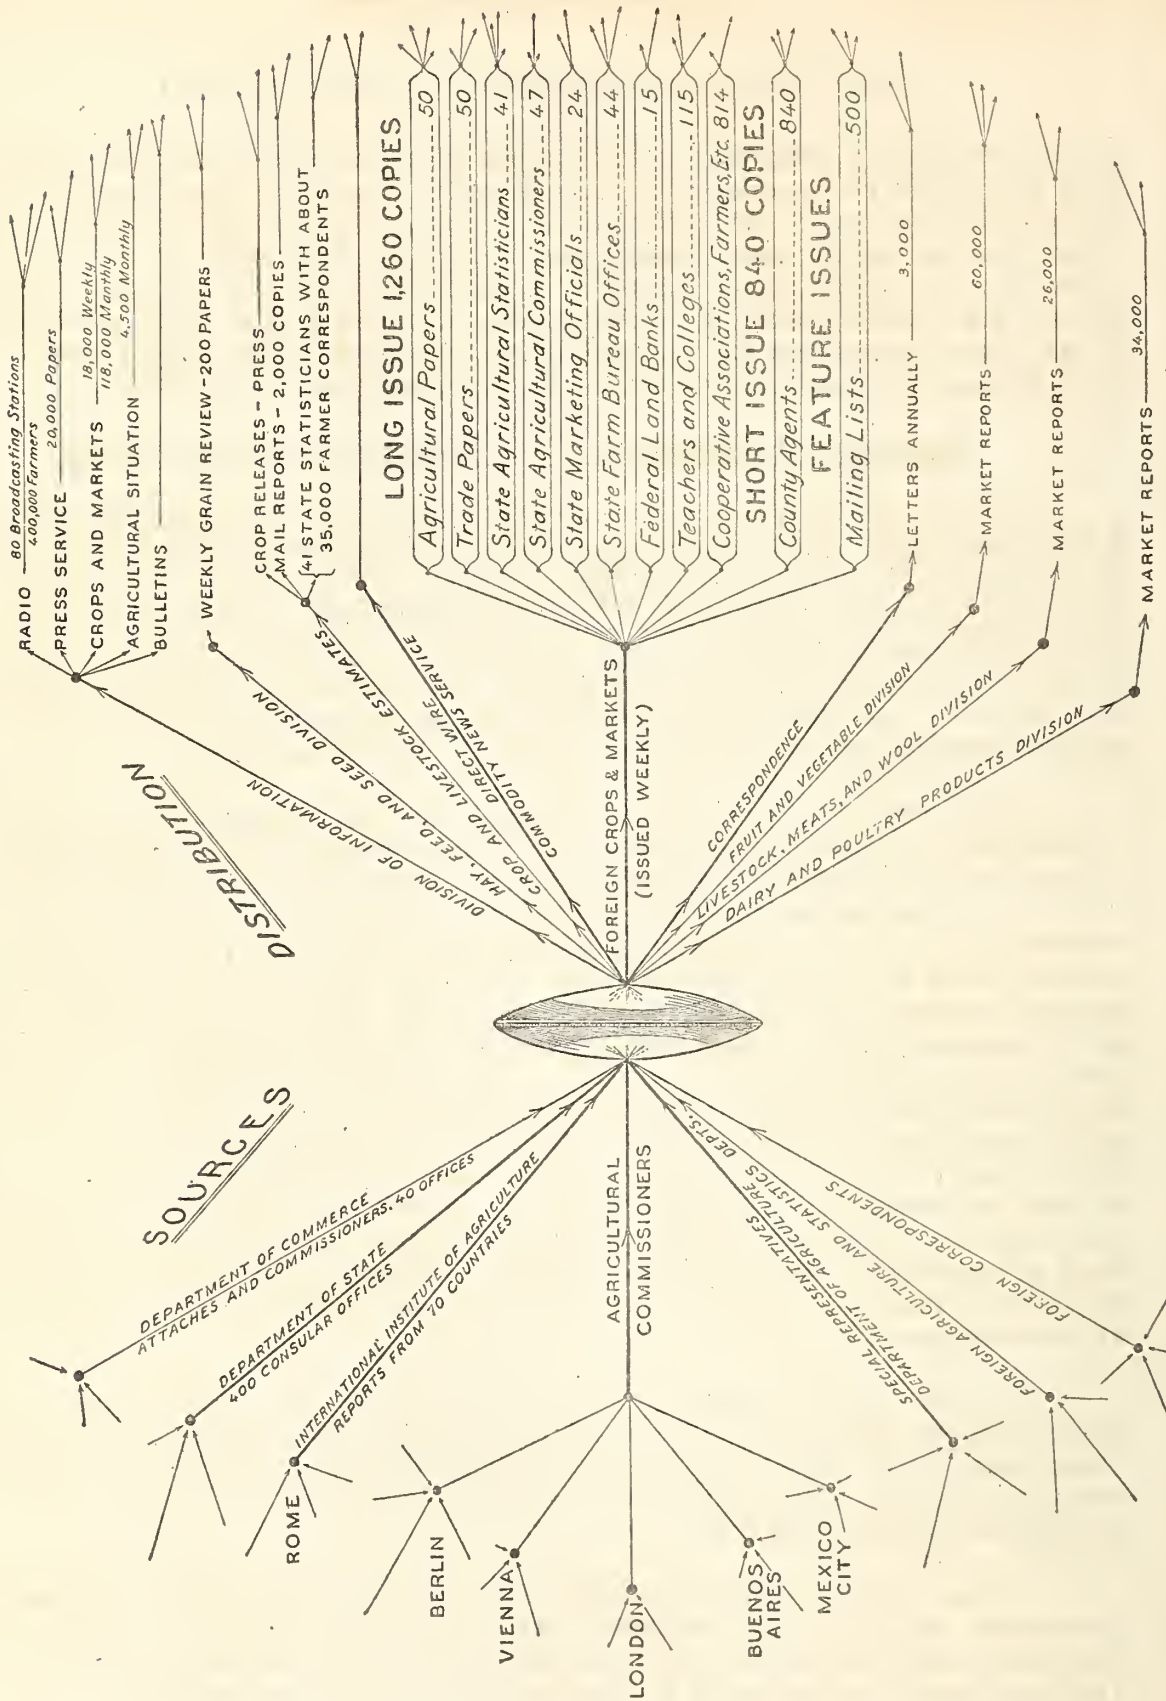 SOURCES
DEPARTMENT OF COMMERCE
ATTACHES AND COMMISSIONERS. 40 OFFICES
DEPARTMENT OF STATE
400 CONSULAR OFFICES
ROME
INTERNATIONAL INSTITUTE OF AGRICULTURE
REPORTS FROM 70 COUNTRIES
BERLIN
VIENNA
LONDON
BUENOS
AIRES
MEXICO
CITY
AGRICULTURAL
COMMISSIONERS
SPECIAL REPRESENTATIVES
DEPARTMENT OF AGRICULTURE
FOREIGN AGRICULTURE AND STATISTICS DEPTS.
FOREIGN CORRESPONDENTS
DISTRIBUTION
DIVISION OF INFORMATION
RADIO
80 Broadcasting Stations
400,000 Farmers
PRESS SERVICE 20,000 Papers
CROPS AND MARKETS 18,000 Weekly
118,000 Monthly
AGRICULTURAL SITUATION 4,500 Monthly
BULLETINS
HAY, FEED, AND SEED DIVISION
WEEKLY GRAIN REVIEW-200 PAPERS
CROP AND LIVESTOCK ESTIMATES
CROP RELEASES - PRESS
MAIL REPORTS - 2,000 COPIES
41 STATE STATISTICIANS WITH ABOUT
35,000 FARMER CORRESPONDENTS
DIRECT WIRE
COMMODITY NEWS SERVICE
FOREIGN CROPS & MARKETS
(ISSUED WEEKLY)
LONG ISSUE 1,260 COPIES
Agricultural Papers 50
Trade Papers 50
State Agricultural Statisticians 41
State Agricultural Commissioners 47
State Marketing Officials 24
State Farm Bureau Offices 44
Federal Land Banks 15
Teachers and Colleges 115
Cooperative Associations, Farmers, Etc. 814
SHORT ISSUE 840 COPIES
County Agents 840
FEATURE ISSUES
Mailing Lists 500
CORRESPONDENCE
LETTERS ANNUALLY 3,000
FRUIT AND VEGETABLE DIVISION
MARKET REPORTS 60,000
LIVESTOCK, MEATS, AND WOOL DIVISION
MARKET REPORTS 26,000
DAIRY AND POULTRY PRODUCTS DIVISION
MARKET REPORTS 34,000